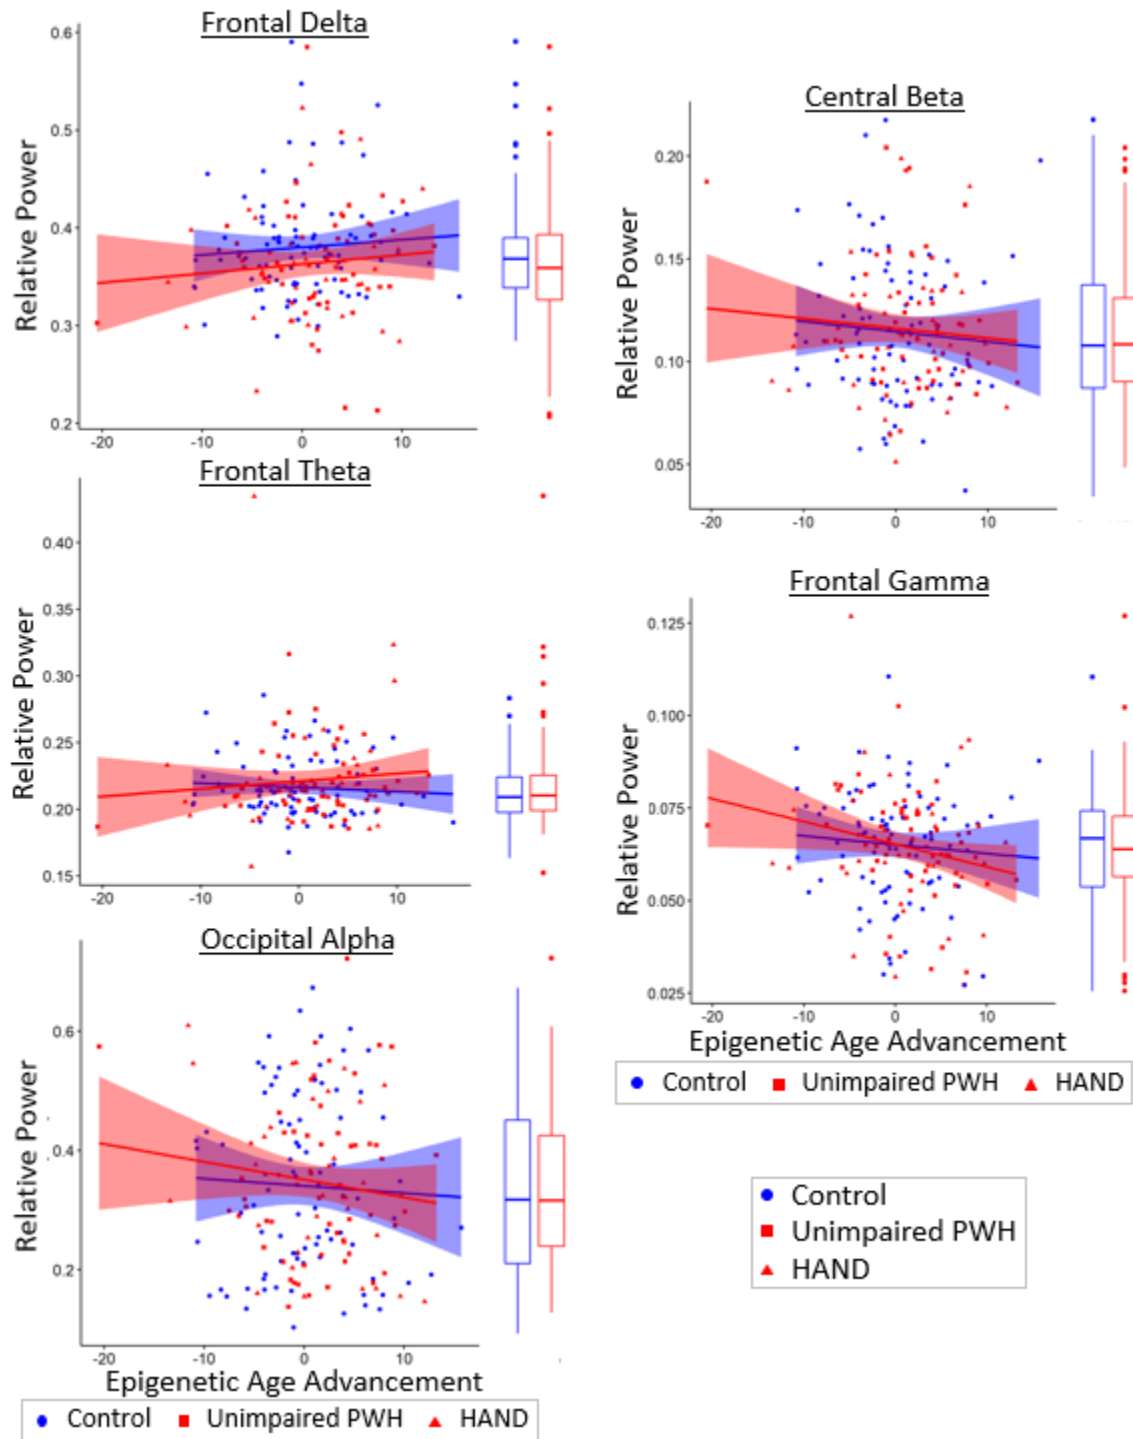 Frontal Delta
0.6
0.5
0.4
0.3
0.2
Relative Power
-20 -10 0 10
Frontal Theta
0.40
0.35
0.30
0.25
0.20
0.15
Relative Power
-20 -10 0 10
Occipital Alpha
0.6
0.4
0.2
Relative Power
-20 -10 0 10
Epigenetic Age Advancement
Control Unimpaired PWH HAND
Central Beta
0.20
0.15
0.10
0.05
Relative Power
-20 -10 0 10
Frontal Gamma
0.125
0.100
0.075
0.050
0.025
Relative Power
-20 -10 0 10
Epigenetic Age Advancement
Control Unimpaired PWH HAND
Control
Unimpaired PWH
HAND